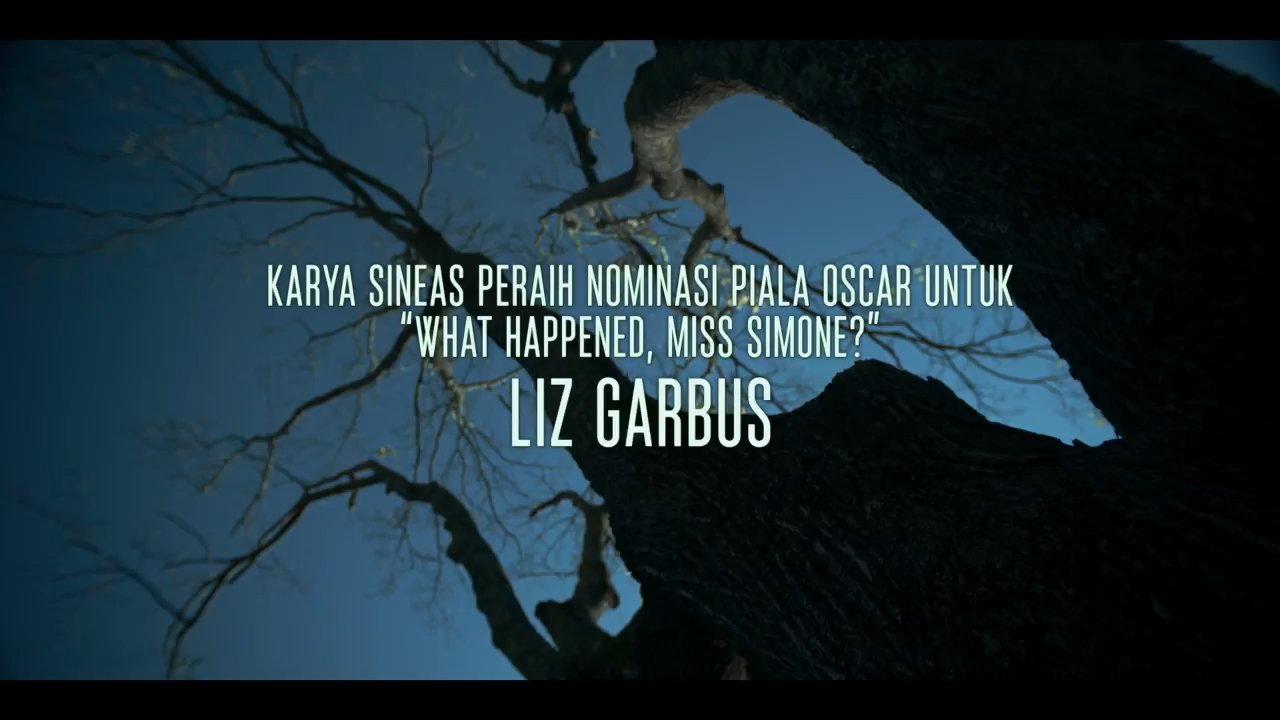 KARYA SINEAS PERAIH NOMINASI PIALA OSCAR UNTUK
“WHAT HAPPENED, MISS SIMONE?”
LIZ GARBUS